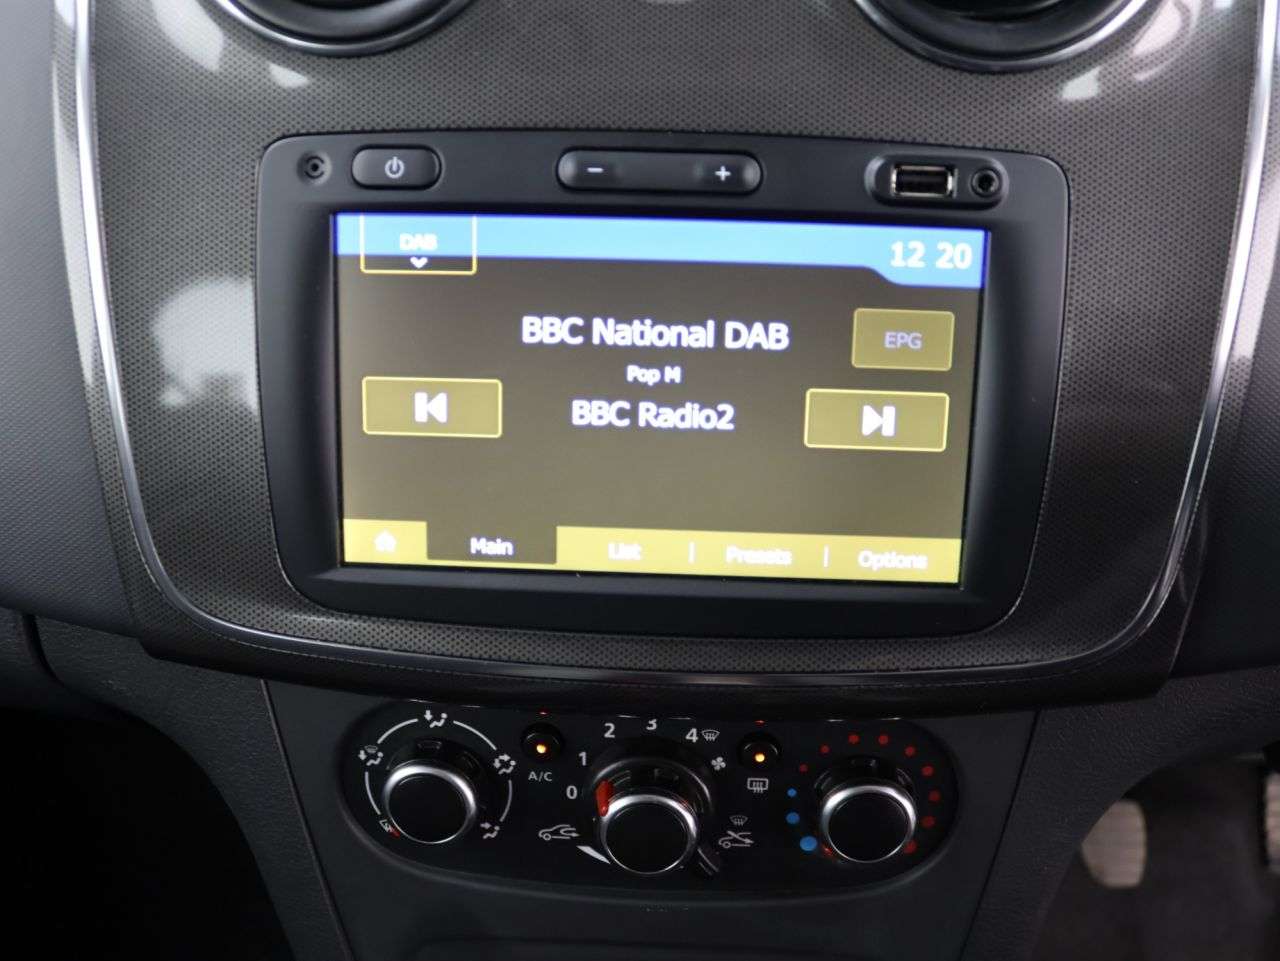 DAB
12 20
BBC National DAB
EPG
Pop M
BBC Radio2
Main
List
Presets
Options
3
2
4
1
A/C
0